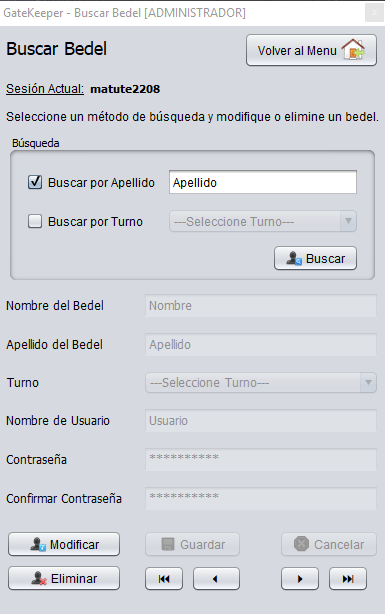 GateKeeper - Buscar Bedel [ADMINISTRADOR]
Buscar Bedel
Volver al Menu
Sesión Actual: matute2208
Seleccione un método de búsqueda y modifique o elimine un bedel.
Búsqueda
Buscar por Apellido Apellido
Buscar por Turno ---Seleccione Turno---
Buscar
Nombre del Bedel Nombre
Apellido del Bedel Apellido
Turno ---Seleccione Turno---
Nombre de Usuario Usuario
Contraseña **********
Confirmar Contraseña **********
Modificar Guardar Cancelar
Eliminar